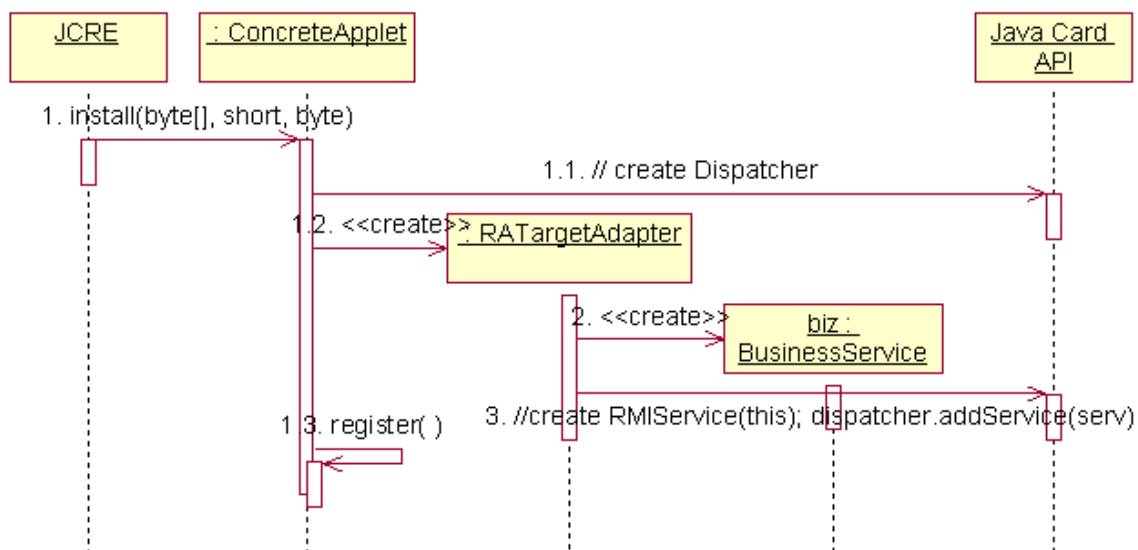 JCRE
: ConcreteApplet
Java Card
API
1. install(byte[], short, byte)
1.1. // create Dispatcher
1.2. <<create>>
: RATargetAdapter
2. <<create>>
biz :
BusinessService
3. //create RMIService(this); dispatcher.addService(serv)
1.3. register( )